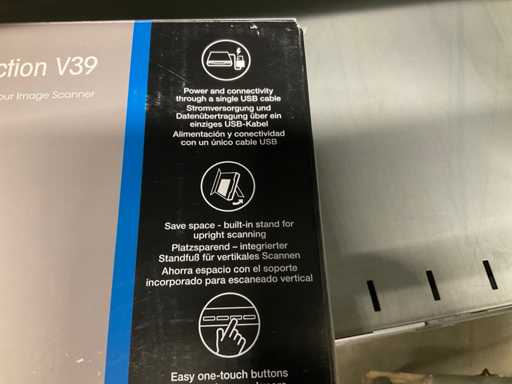 ction V39
our Image Scanner
Power and connectivity
through a single USB cable
Stromversorgung und
Datenübertragung über ein
einziges USB-Kabel
Alimentación y conectividad
con un único cable USB
Save space - built-in stand for
upright scanning
Platzsparend – integrierter
Standfuß für vertikales Scannen
Ahorra espacio con el soporte
incorporado para escaneado vertical
Easy one-touch buttons